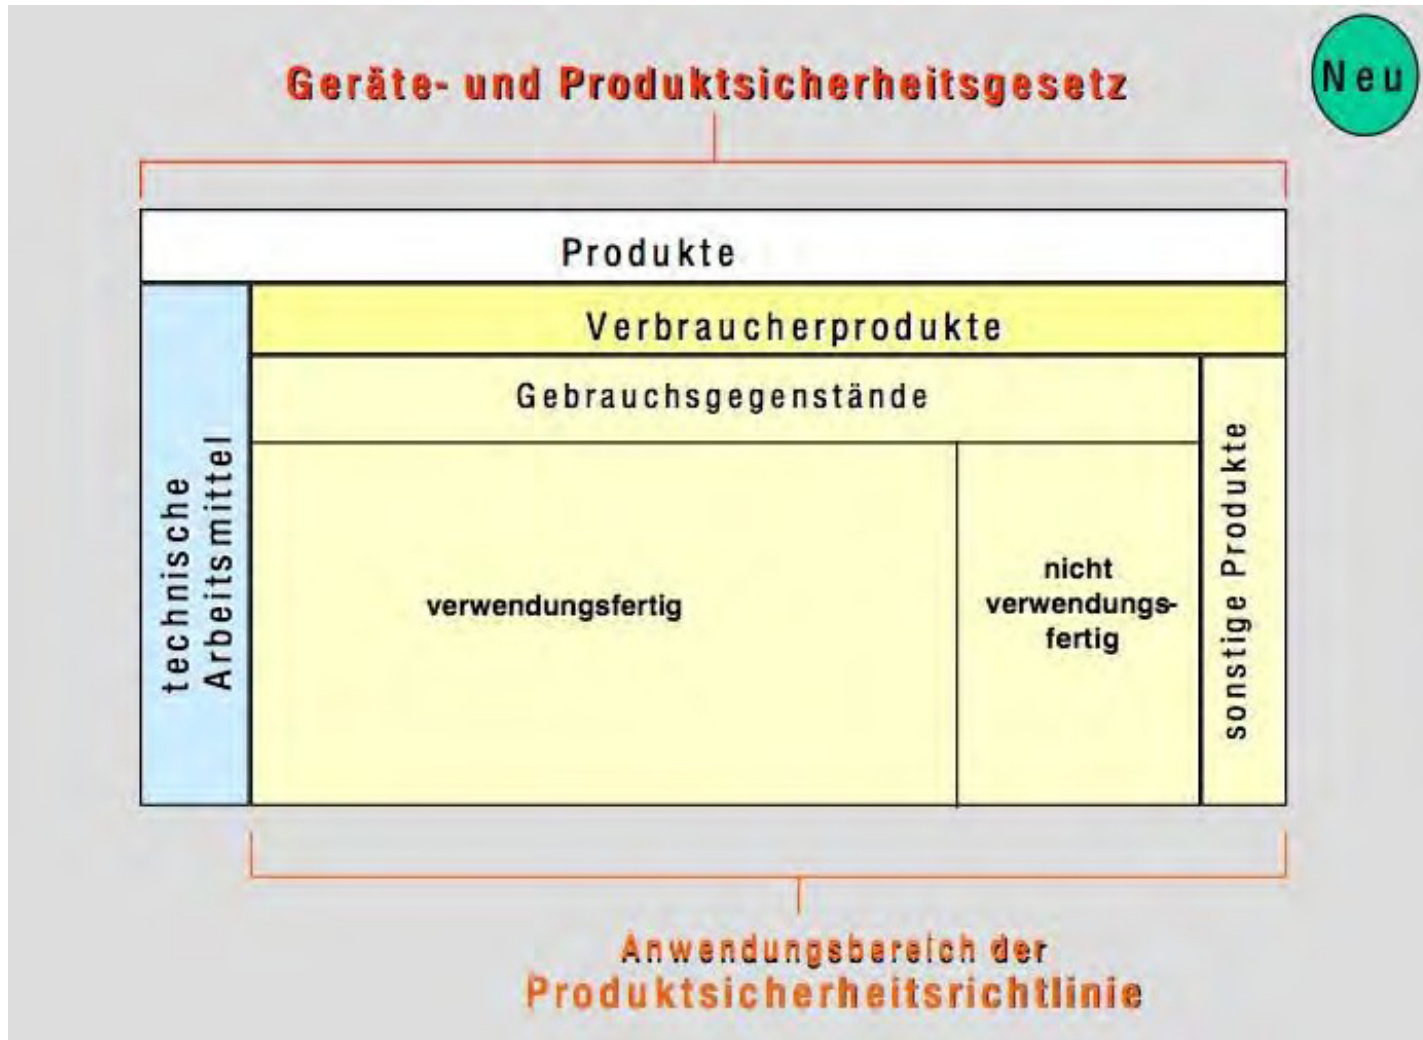 Geräte- und Produktsicherheitsgesetz
Neu
Produkte
Verbraucherprodukte
Gebrauchsgegenstände
technische
Arbeitsmittel
verwendungsfertig
nicht
verwendungs-
fertig
sonstige Produkte
Anwendungsbereich der
Produktsicherheitsrichtlinie